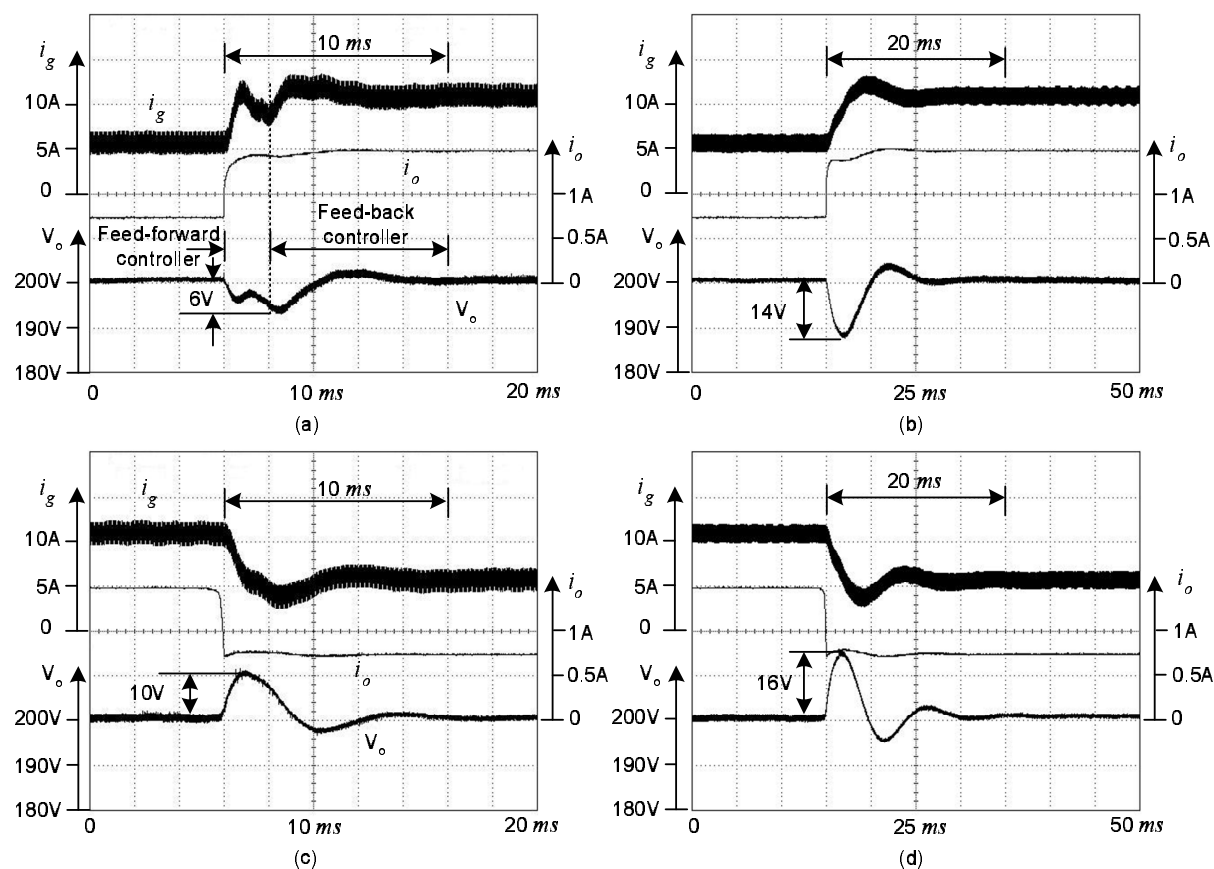 i_g
10 ms
10A
i_g
5A
i_o
i_o
0
1A
Feed-back controller
Feed-forward controller
0.5A
V_o
200V
0
6V
V_o
190V
180V
0
10 ms
20 ms
(a)
i_g
20 ms
10A
5A
i_o
0
1A
0.5A
V_o
200V
0
14V
190V
180V
0
25 ms
50 ms
(b)
i_g
i_g
10 ms
10A
5A
i_o
0
1A
V_o
0.5A
10V
i_o
200V
0
V_o
190V
180V
0
10 ms
20 ms
(c)
i_g
20 ms
10A
5A
i_o
0
1A
V_o
0.5A
16V
200V
0
190V
180V
0
25 ms
50 ms
(d)